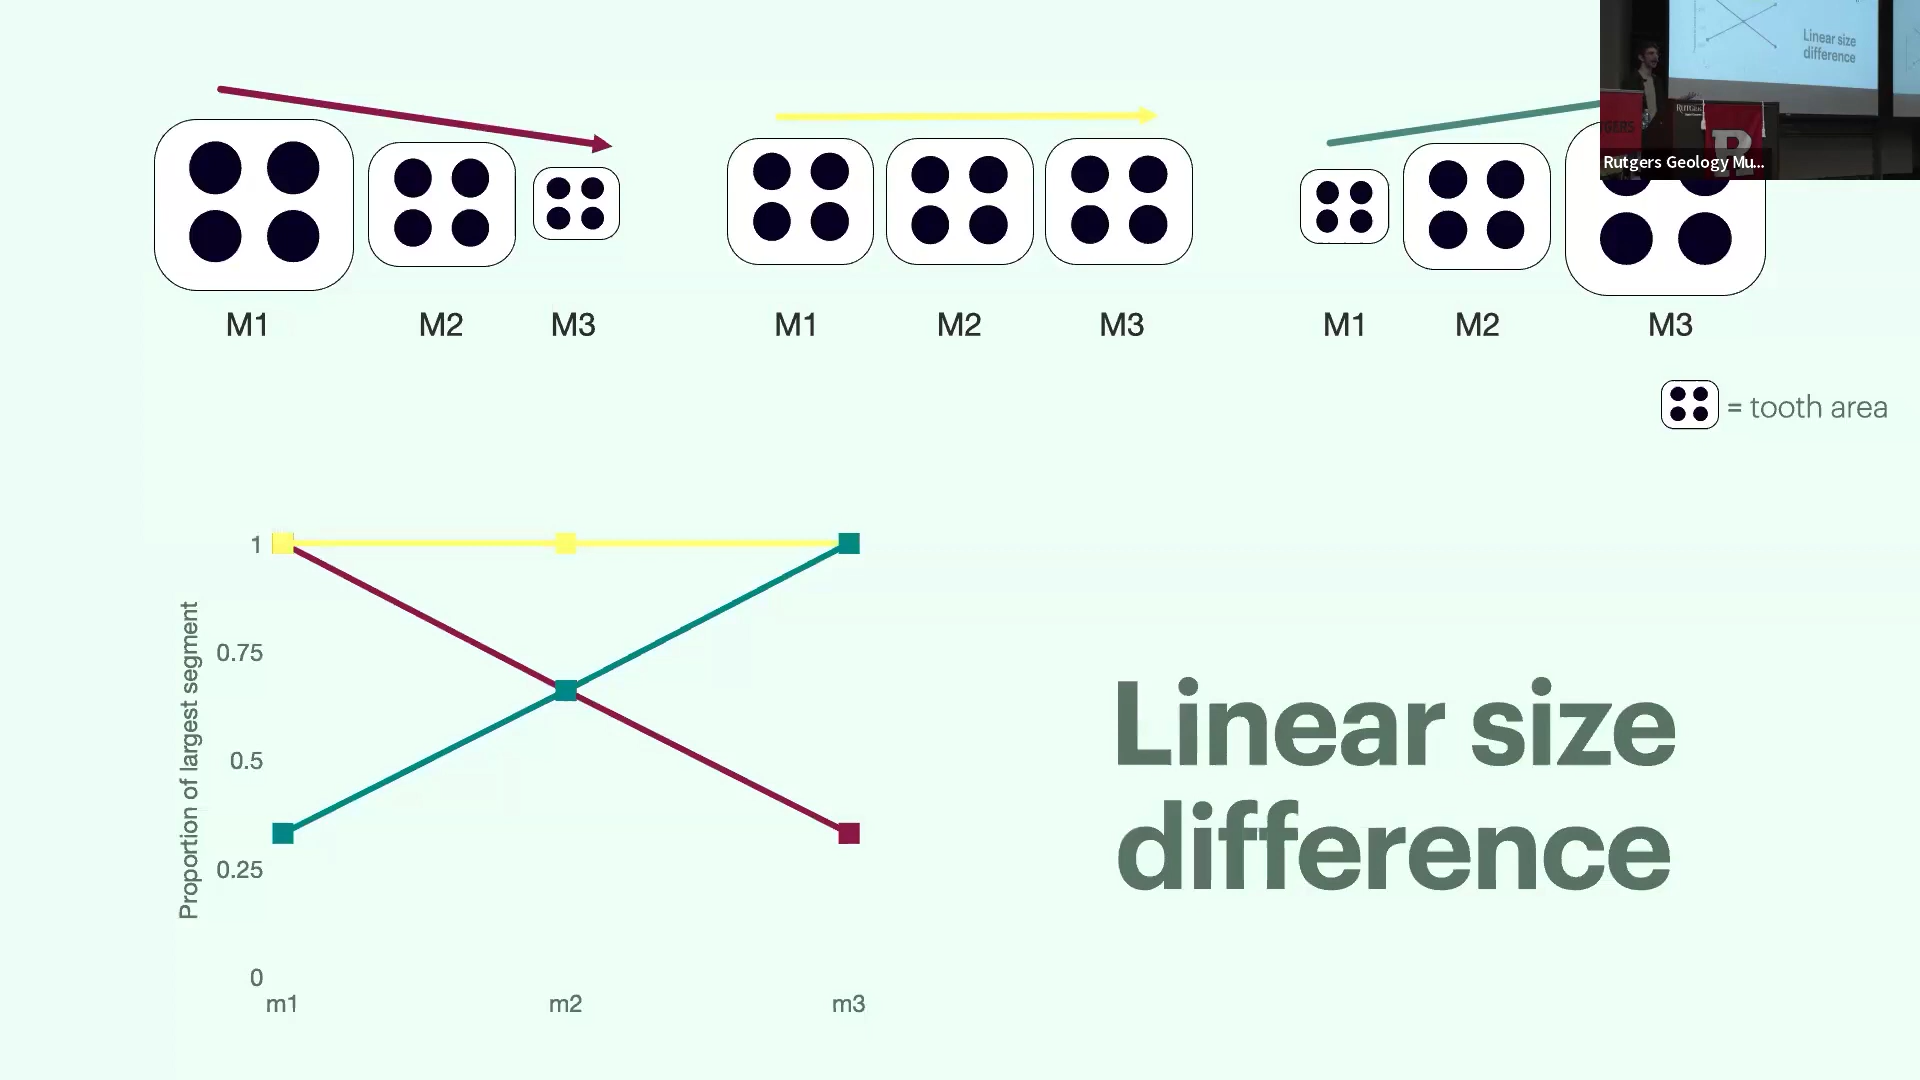 Linear size
difference
Rutgers Geology Mu...
M1 M2 M3
M1 M2 M3
M1 M2 M3
= tooth area
Proportion of largest segment
1
0.75
0.5
0.25
0
m1 m2 m3
Linear size
difference